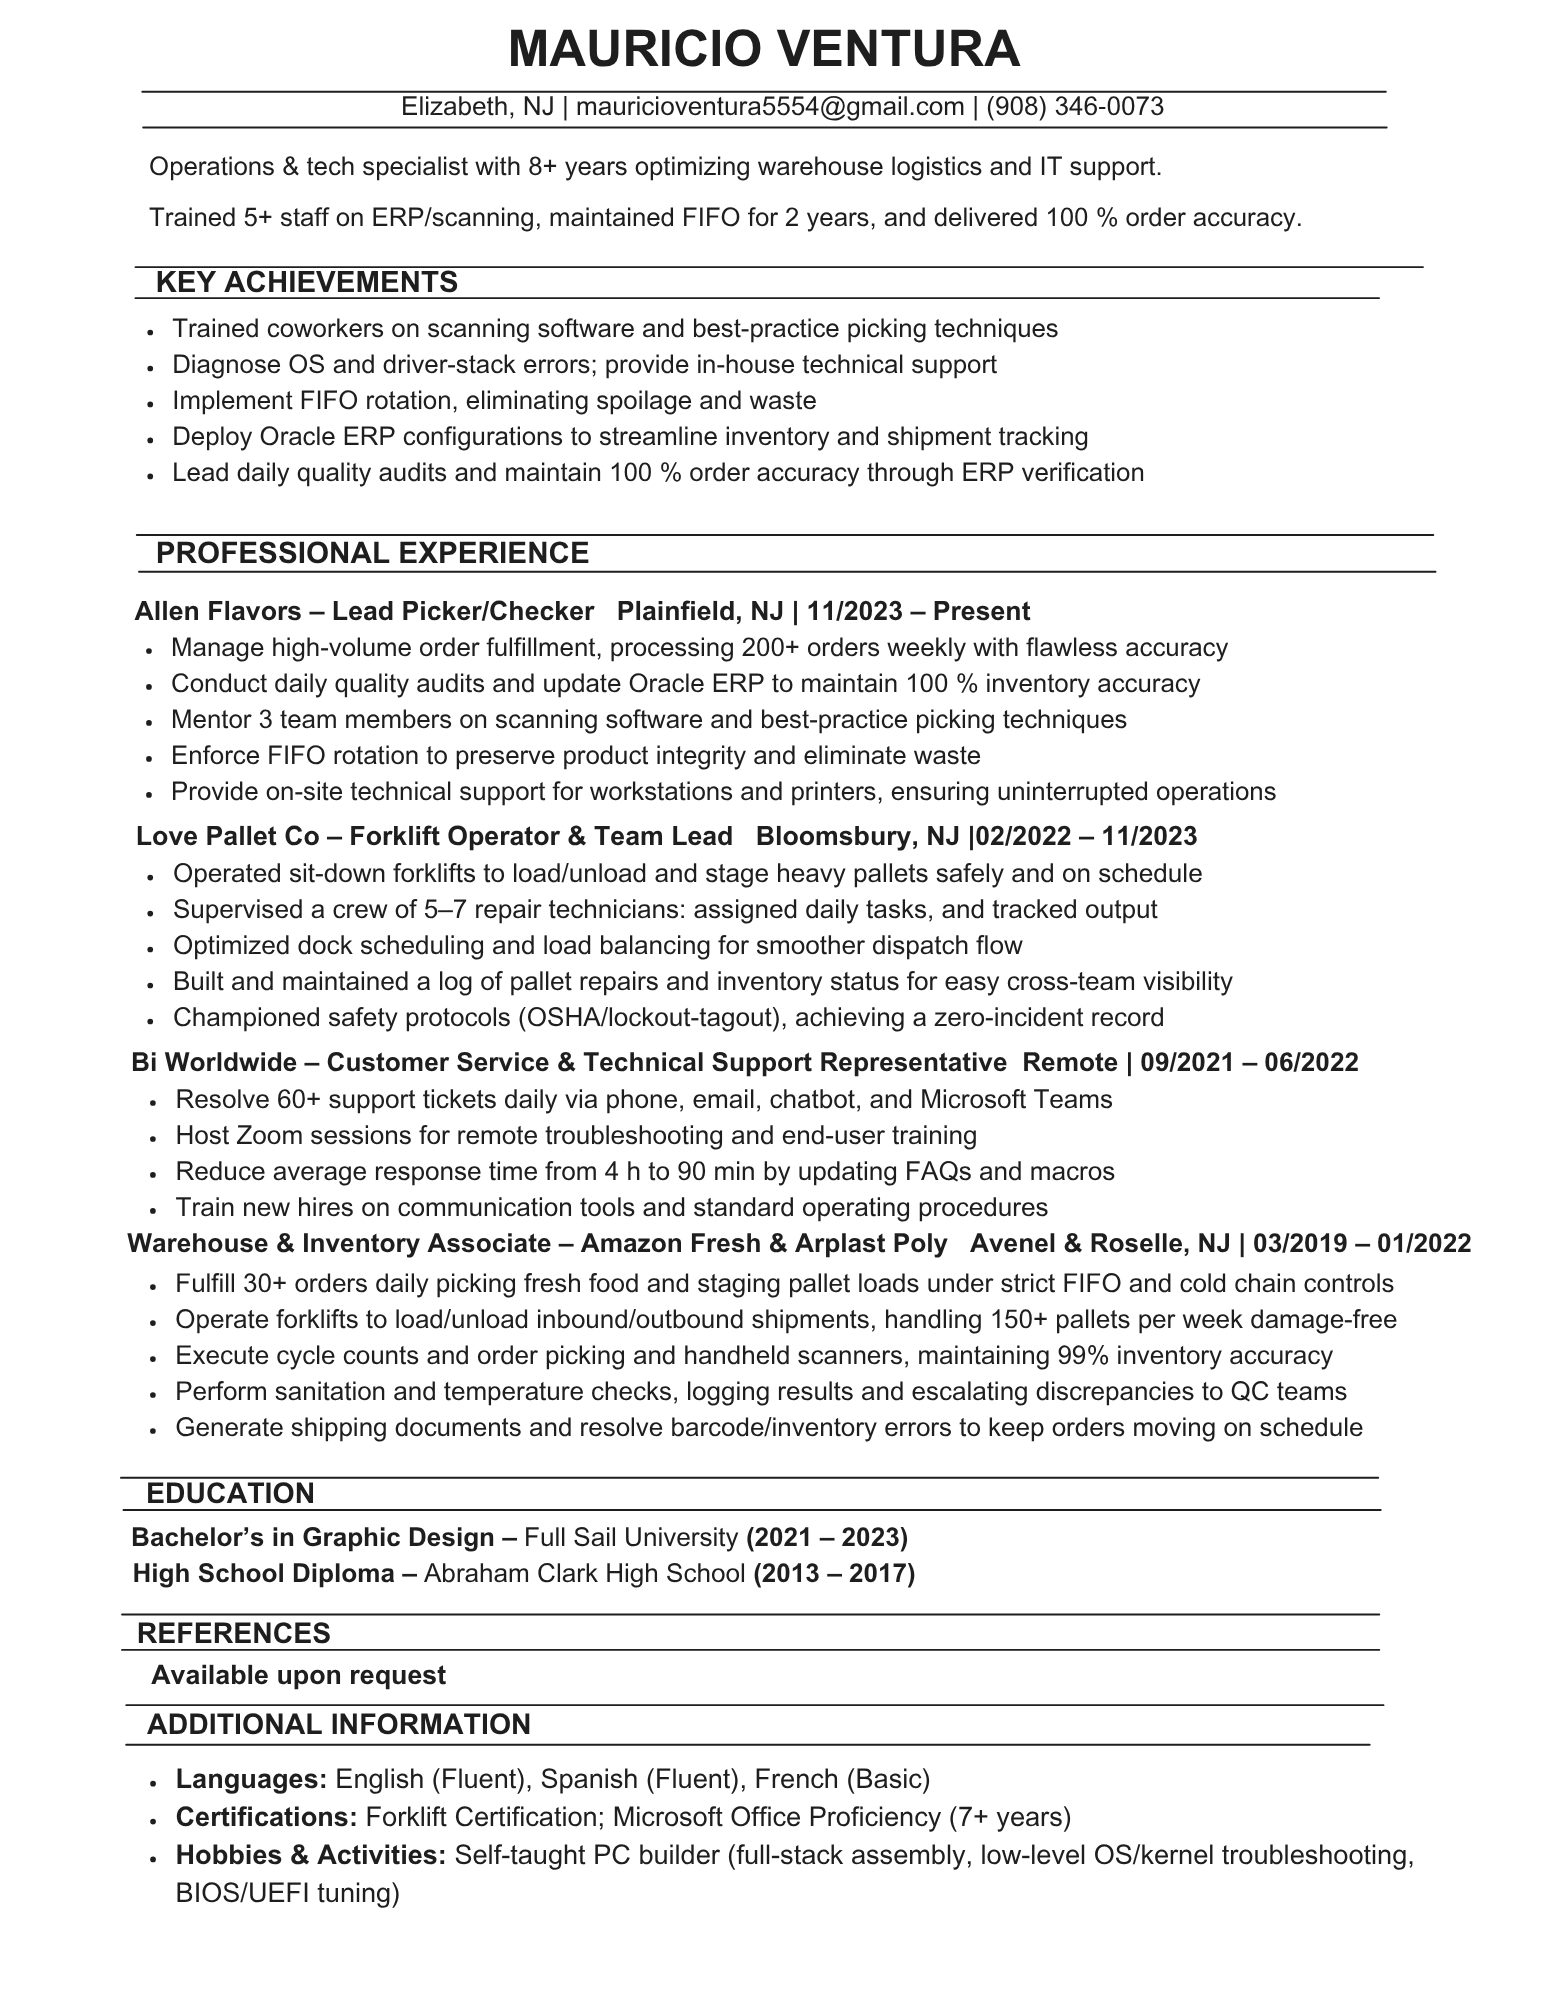 MAURICIO VENTURA
Elizabeth, NJ | mauricioventura5554@gmail.com | (908) 346-0073
Operations & tech specialist with 8+ years optimizing warehouse logistics and IT support.
Trained 5+ staff on ERP/scanning, maintained FIFO for 2 years, and delivered 100 % order accuracy.
KEY ACHIEVEMENTS
• Trained coworkers on scanning software and best-practice picking techniques
• Diagnose OS and driver-stack errors; provide in-house technical support
• Implement FIFO rotation, eliminating spoilage and waste
• Deploy Oracle ERP configurations to streamline inventory and shipment tracking
• Lead daily quality audits and maintain 100 % order accuracy through ERP verification
PROFESSIONAL EXPERIENCE
Allen Flavors – Lead Picker/Checker Plainfield, NJ | 11/2023 – Present
• Manage high-volume order fulfillment, processing 200+ orders weekly with flawless accuracy
• Conduct daily quality audits and update Oracle ERP to maintain 100 % inventory accuracy
• Mentor 3 team members on scanning software and best-practice picking techniques
• Enforce FIFO rotation to preserve product integrity and eliminate waste
• Provide on-site technical support for workstations and printers, ensuring uninterrupted operations
Love Pallet Co – Forklift Operator & Team Lead Bloomsbury, NJ |02/2022 – 11/2023
• Operated sit-down forklifts to load/unload and stage heavy pallets safely and on schedule
• Supervised a crew of 5–7 repair technicians: assigned daily tasks, and tracked output
• Optimized dock scheduling and load balancing for smoother dispatch flow
• Built and maintained a log of pallet repairs and inventory status for easy cross-team visibility
• Championed safety protocols (OSHA/lockout-tagout), achieving a zero-incident record
Bi Worldwide – Customer Service & Technical Support Representative Remote | 09/2021 – 06/2022
• Resolve 60+ support tickets daily via phone, email, chatbot, and Microsoft Teams
• Host Zoom sessions for remote troubleshooting and end-user training
• Reduce average response time from 4 h to 90 min by updating FAQs and macros
• Train new hires on communication tools and standard operating procedures
Warehouse & Inventory Associate – Amazon Fresh & Arplast Poly Avenel & Roselle, NJ | 03/2019 – 01/2022
• Fulfill 30+ orders daily picking fresh food and staging pallet loads under strict FIFO and cold chain controls
• Operate forklifts to load/unload inbound/outbound shipments, handling 150+ pallets per week damage-free
• Execute cycle counts and order picking and handheld scanners, maintaining 99% inventory accuracy
• Perform sanitation and temperature checks, logging results and escalating discrepancies to QC teams
• Generate shipping documents and resolve barcode/inventory errors to keep orders moving on schedule
EDUCATION
Bachelor’s in Graphic Design – Full Sail University (2021 – 2023)
High School Diploma – Abraham Clark High School (2013 – 2017)
REFERENCES
Available upon request
ADDITIONAL INFORMATION
• Languages: English (Fluent), Spanish (Fluent), French (Basic)
• Certifications: Forklift Certification; Microsoft Office Proficiency (7+ years)
• Hobbies & Activities: Self-taught PC builder (full-stack assembly, low-level OS/kernel troubleshooting,
BIOS/UEFI tuning)